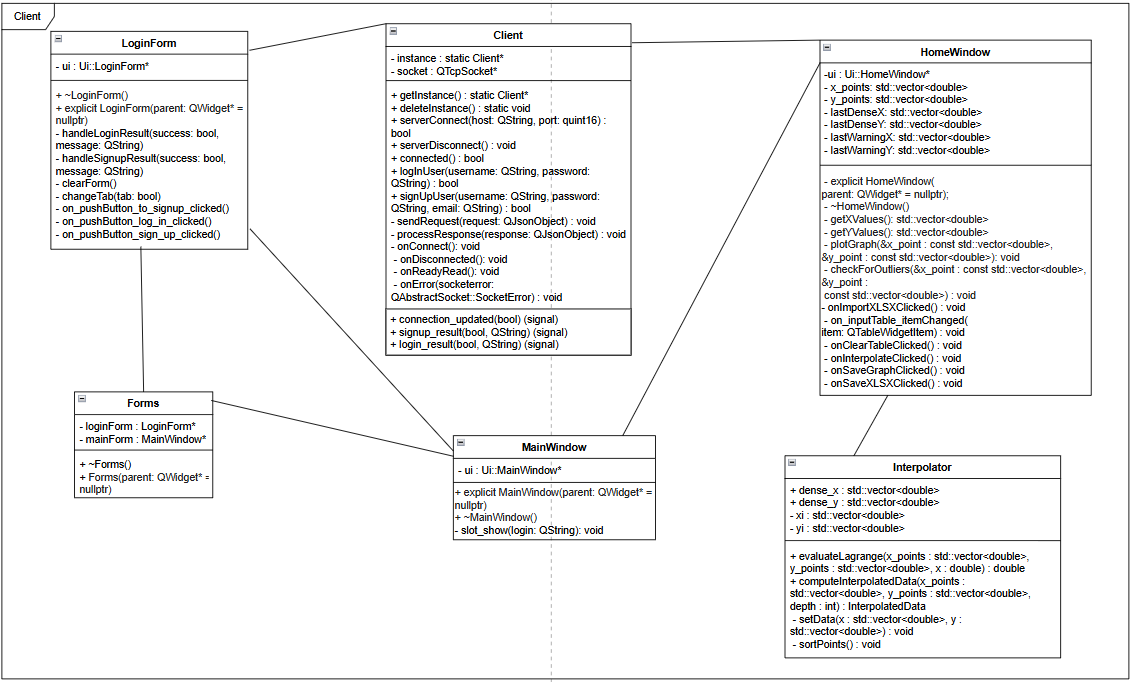 Client
LoginForm
- ui : Ui::LoginForm*
+ ~LoginForm()
+ explicit LoginForm(parent: QWidget* =
nullptr)
- handleLoginResult(success: bool,
message: QString)
- handleSignupResult(success: bool,
message: QString)
- clearForm()
- changeTab(tab: bool)
- on_pushButton_to_signup_clicked()
- on_pushButton_log_in_clicked()
- on_pushButton_sign_up_clicked()
Client
- instance : static Client*
- socket : QTcpSocket*
+ getInstance() : static Client*
+ deleteInstance() : static void
+ serverConnect(host: QString, port: quint16) :
bool
+ serverDisconnect() : void
+ connected() : bool
+ logInUser(username: QString, password:
QString) : bool
+ signUpUser(username: QString, password:
QString, email: QString) : bool
- sendRequest(request: QJsonObject) : void
- processResponse(response: QJsonObject) : void
- onConnect(): void
- onDisconnected(): void
- onReadyRead(): void
- onError(socketerror:
QAbstractSocket::SocketError) : void
+ connection_updated(bool) (signal)
+ signup_result(bool, QString) (signal)
+ login_result(bool, QString) (signal)
HomeWindow
-ui : Ui::HomeWindow*
- x_points: std::vector<double>
- y_points: std::vector<double>
- lastDenseX: std::vector<double>
- lastDenseY: std::vector<double>
- lastWarningX: std::vector<double>
- lastWarningY: std::vector<double>
- explicit HomeWindow(
parent: QWidget* = nullptr);
- ~HomeWindow()
- getXValues(): std::vector<double>
- getYValues(): std::vector<double>
- plotGraph(&x_point : const std::vector<double>,
&y_point : const std::vector<double>): void
- checkForOutliers(&x_point : const std::vector<double>,
&y_point :
const std::vector<double>) : void
- onImportXLSXClicked() : void
- on_inputTable_itemChanged(
item: QTableWidgetItem) : void
- onClearTableClicked() : void
- onInterpolateClicked() : void
- onSaveGraphClicked() : void
- onSaveXLSXClicked() : void
Forms
- loginForm : LoginForm*
- mainForm : MainWindow*
+ ~Forms()
+ Forms(parent: QWidget* =
nullptr)
MainWindow
- ui : Ui::MainWindow*
+ explicit MainWindow(parent: QWidget* =
nullptr)
+ ~MainWindow()
- slot_show(login: QString): void
Interpolator
+ dense_x : std::vector<double>
+ dense_y : std::vector<double>
- xi : std::vector<double>
- yi : std::vector<double>
+ evaluateLagrange(x_points : std::vector<double>,
y_points : std::vector<double>, x : double) : double
+ computeInterpolatedData(x_points :
std::vector<double>, y_points : std::vector<double>,
depth : int) : InterpolatedData
- setData(x : std::vector<double>, y :
std::vector<double>) : void
- sortPoints() : void